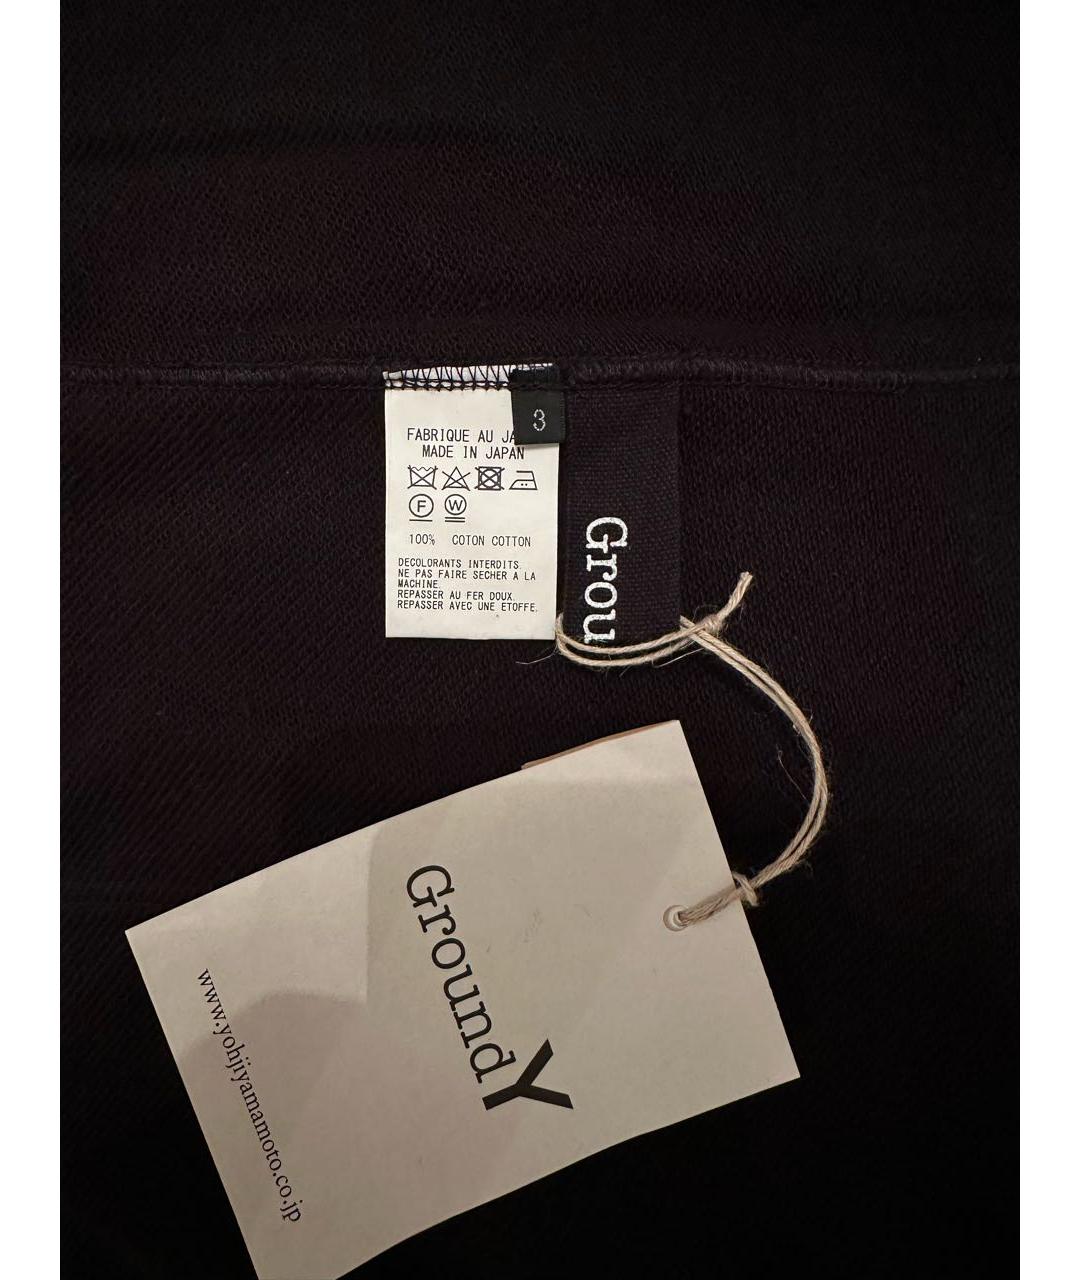 3
FABRIQUE AU JA
MADE IN JAPAN
F W
100% COTON COTTON
DECOLORANTS INTERDITS.
NE PAS FAIRE SECHER A LA
MACHINE.
REPASSER AU FER DOUX.
REPASSER AVEC UNE ETOFFE.
Grou
GroundY
www.yohjiyamamoto.co.jp